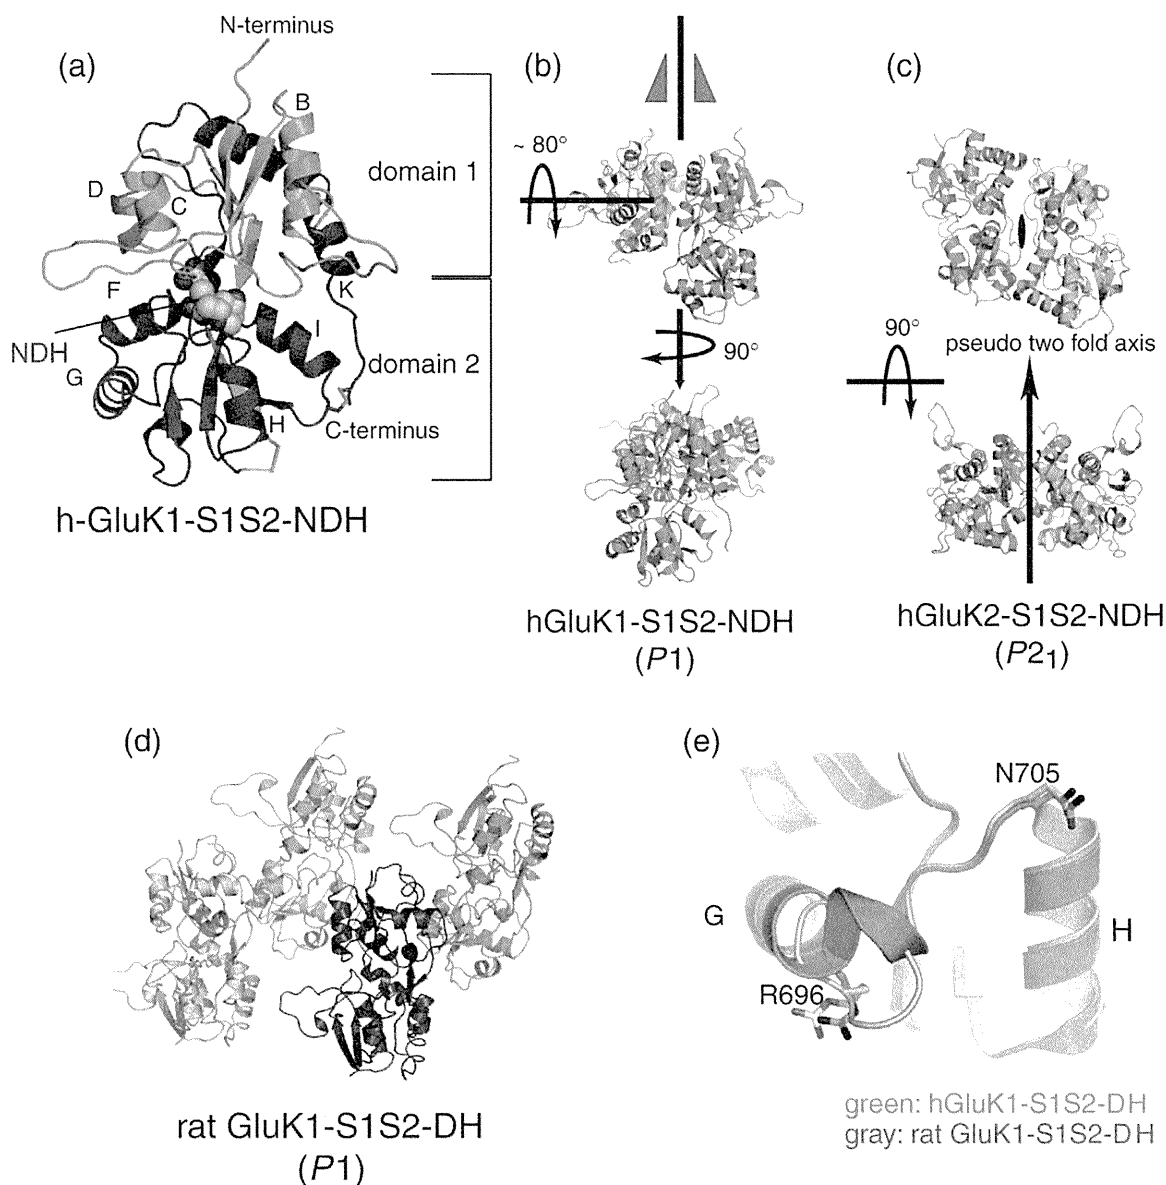 (a)
N-terminus
B
D
C
domain 1
F
K
I
NDH
G
domain 2
H
C-terminus
h-GluK1-S1S2-NDH
(b)
~ 80°
90°
hGluK1-S1S2-NDH
(P1)
(c)
pseudo two fold axis
90°
hGluK2-S1S2-NDH
(P2₁)
(d)
rat GluK1-S1S2-DH
(P1)
(e)
N705
G
H
R696
green: hGluK1-S1S2-DH
gray: rat GluK1-S1S2-DH